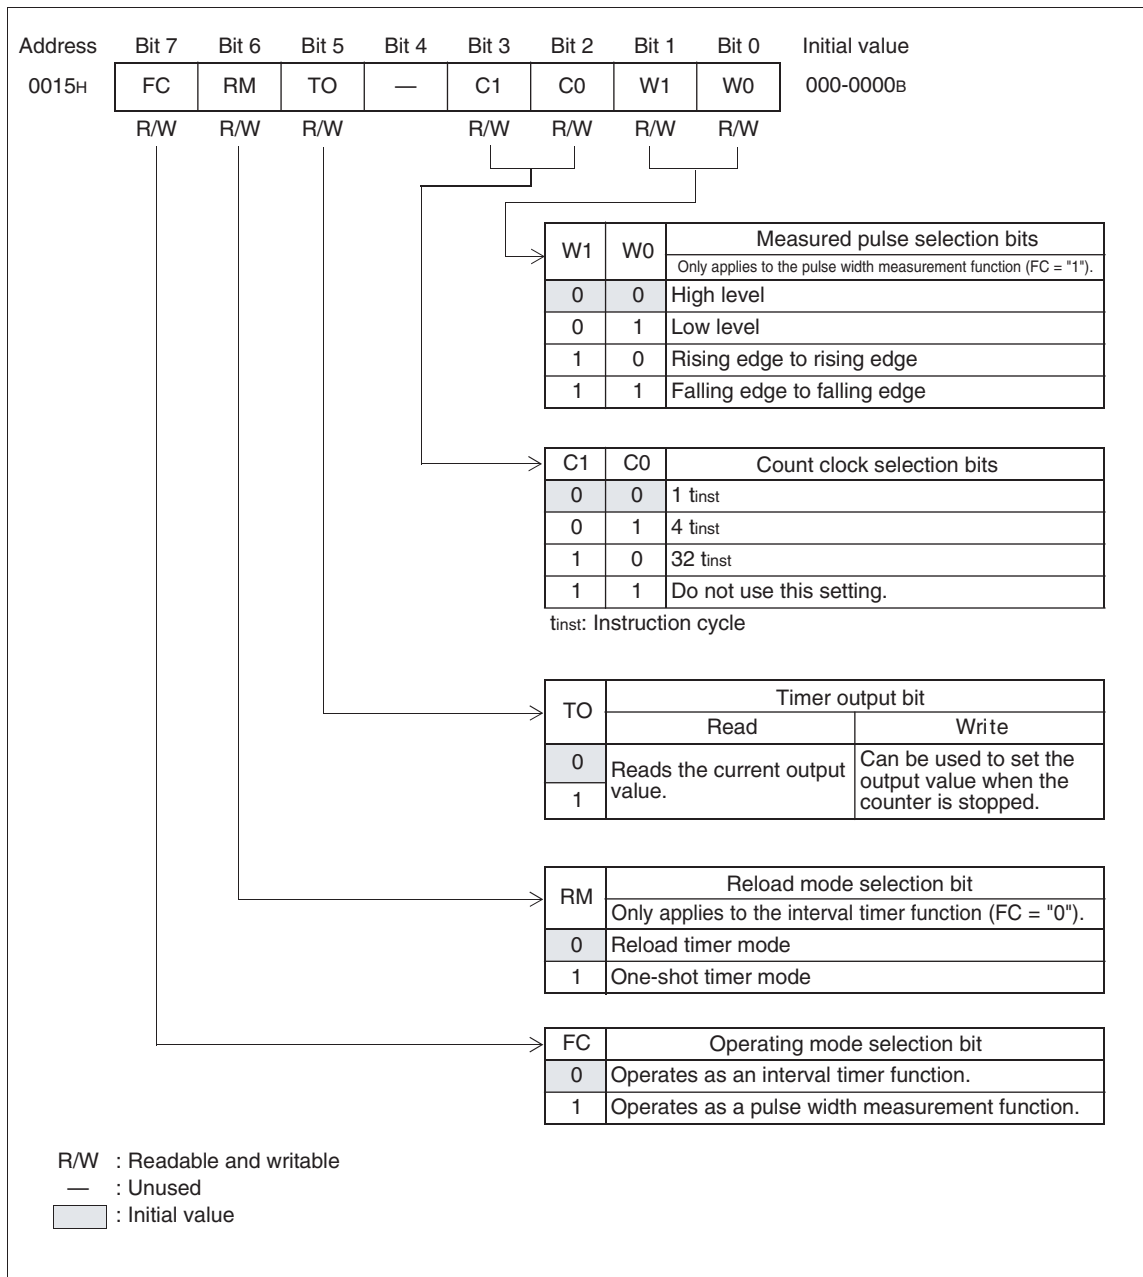 Address Bit 7 Bit 6 Bit 5 Bit 4 Bit 3 Bit 2 Bit 1 Bit 0 Initial value
0015H FC RM TO — C1 C0 W1 W0 000-0000B
R/W R/W R/W R/W R/W R/W R/W
W1 W0 Measured pulse selection bits
Only applies to the pulse width measurement function (FC = "1").
0 0 High level
0 1 Low level
1 0 Rising edge to rising edge
1 1 Falling edge to falling edge
C1 C0 Count clock selection bits
0 0 1 tinst
0 1 4 tinst
1 0 32 tinst
1 1 Do not use this setting.
tinst: Instruction cycle
TO Timer output bit
Read Write
0 Reads the current output value. Can be used to set the output value when the counter is stopped.
1
RM Reload mode selection bit
Only applies to the interval timer function (FC = "0").
0 Reload timer mode
1 One-shot timer mode
FC Operating mode selection bit
0 Operates as an interval timer function.
1 Operates as a pulse width measurement function.
R/W : Readable and writable
— : Unused
: Initial value